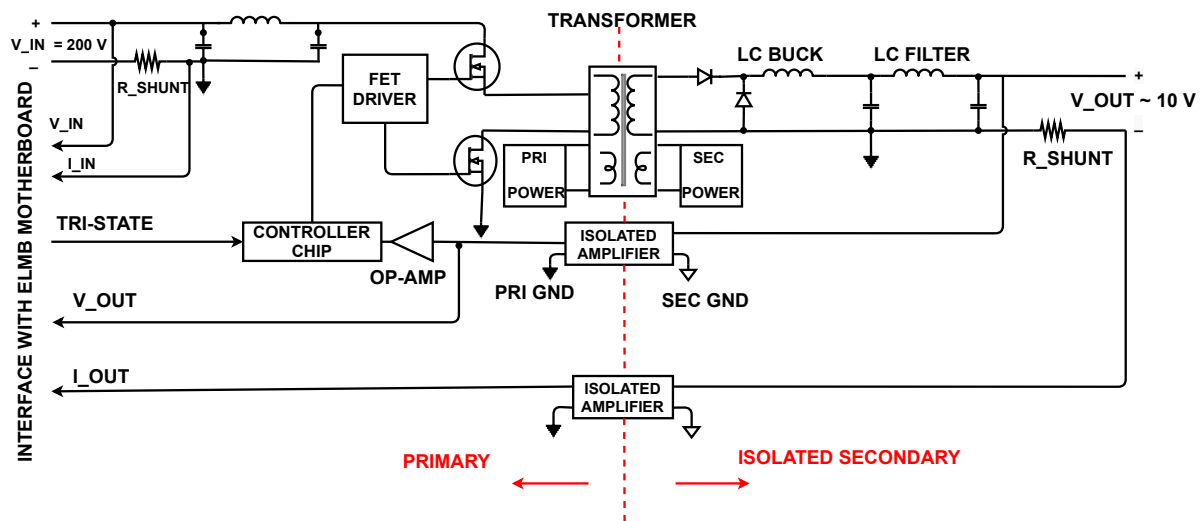 TRANSFORMER
+
V_IN = 200 V
–
R_SHUNT
FET
DRIVER
LC BUCK
LC FILTER
+
V_OUT ~ 10 V
–
R_SHUNT
INTERFACE WITH ELMB MOTHERBOARD
V_IN
I_IN
PRI
POWER
SEC
POWER
TRI-STATE
CONTROLLER
CHIP
OP-AMP
ISOLATED
AMPLIFIER
PRI GND
SEC GND
V_OUT
I_OUT
ISOLATED
AMPLIFIER
PRIMARY
ISOLATED SECONDARY